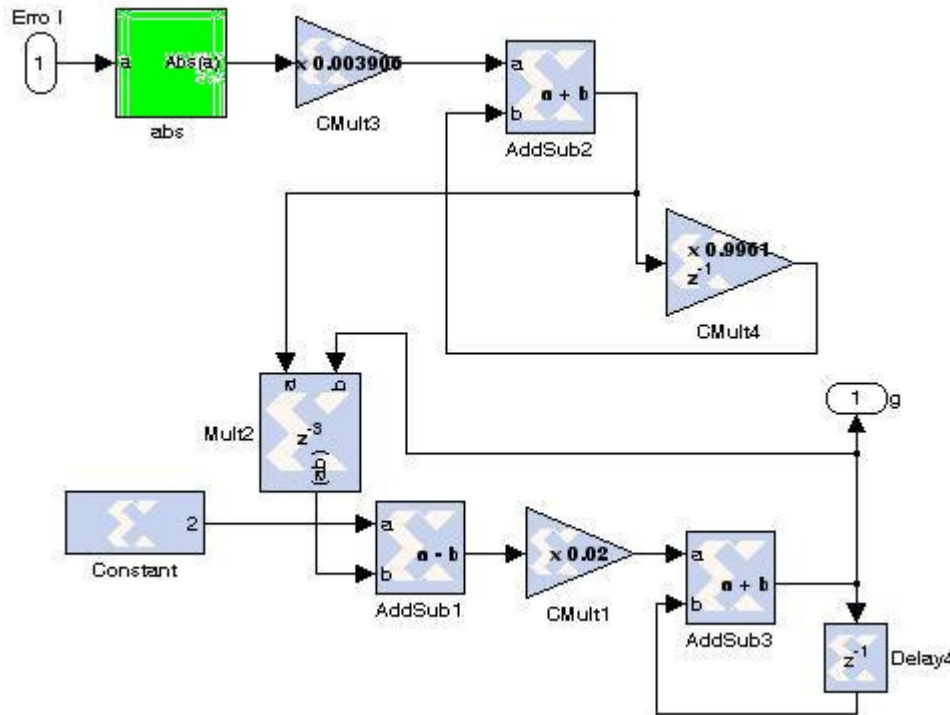 Erro I
1
a
Abs(a)
abs
x 0.003906
CMult3
a
b
a + b
AddSub2
x 0.9961
z-1
CMult4
a
b
z-3
(ab)
Mult2
1
g
2
Constant
a
b
a - b
AddSub1
x 0.02
CMult1
a
b
a + b
AddSub3
z-1
Delay4